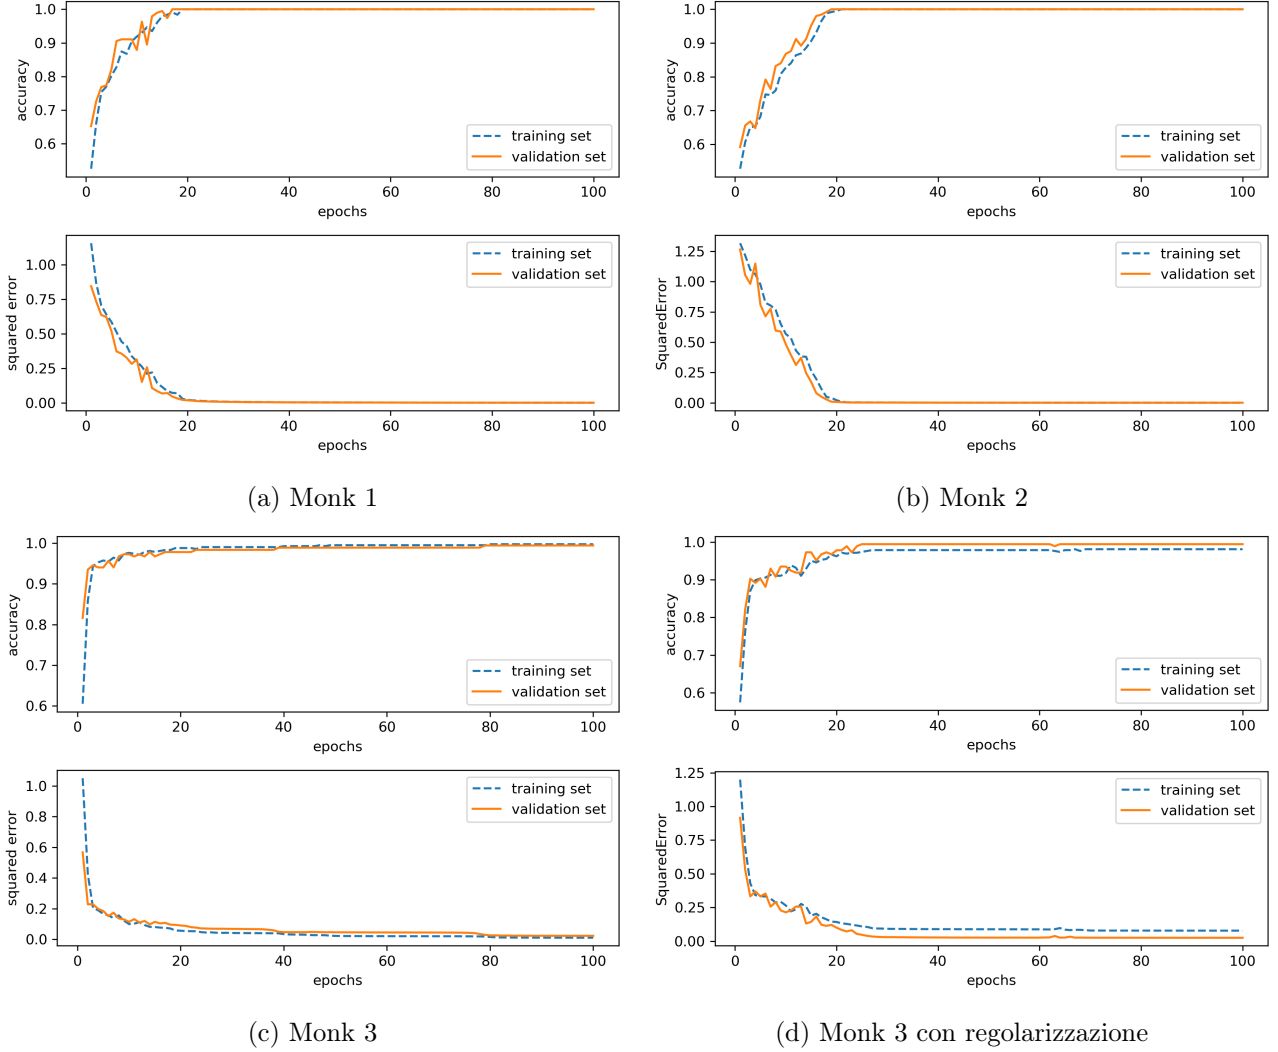 1.0
0.9
0.8
0.7
0.6
accuracy
training set
validation set
0 20 40 60 80 100
epochs
1.00
0.75
0.50
0.25
0.00
squared error
training set
validation set
0 20 40 60 80 100
epochs
(a) Monk 1
1.0
0.9
0.8
0.7
0.6
accuracy
training set
validation set
0 20 40 60 80 100
epochs
1.25
1.00
0.75
0.50
0.25
0.00
SquaredError
training set
validation set
0 20 40 60 80 100
epochs
(b) Monk 2
1.0
0.9
0.8
0.7
0.6
accuracy
training set
validation set
0 20 40 60 80 100
epochs
1.0
0.8
0.6
0.4
0.2
0.0
squared error
training set
validation set
0 20 40 60 80 100
epochs
(c) Monk 3
1.0
0.9
0.8
0.7
0.6
accuracy
training set
validation set
0 20 40 60 80 100
epochs
1.25
1.00
0.75
0.50
0.25
0.00
SquaredError
training set
validation set
0 20 40 60 80 100
epochs
(d) Monk 3 con regolarizzazione